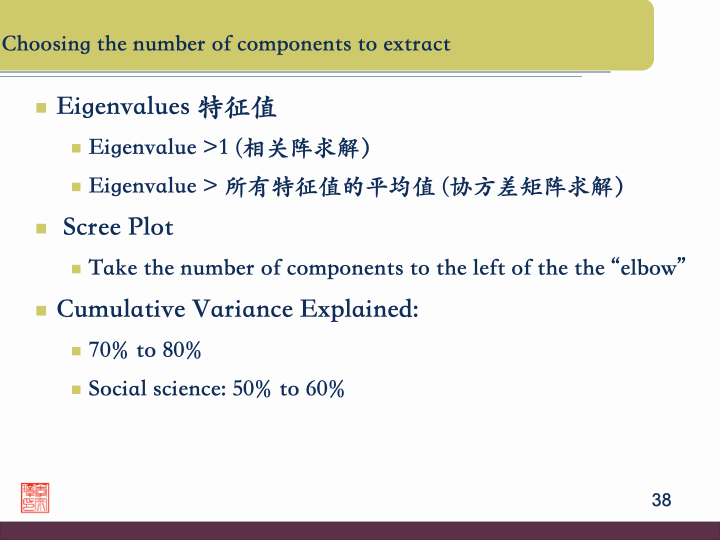 Choosing the number of components to extract
Eigenvalues 特征值
Eigenvalue >1 (相关阵求解)
Eigenvalue > 所有特征值的平均值 (协方差矩阵求解)
Scree Plot
Take the number of components to the left of the the “elbow”
Cumulative Variance Explained:
70% to 80%
Social science: 50% to 60%
38